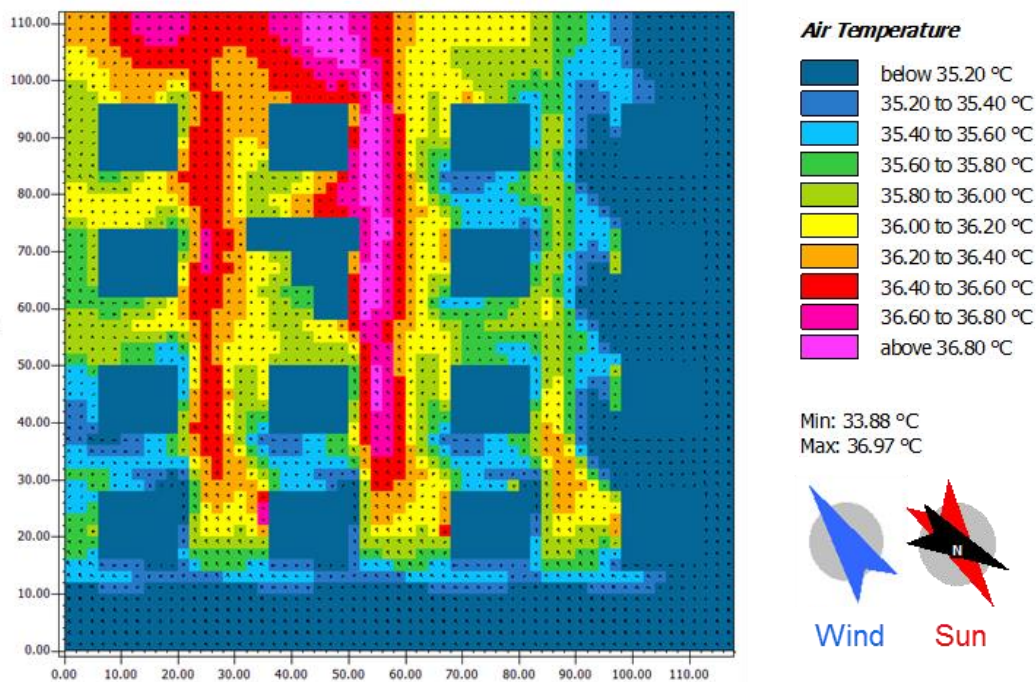 110.00
100.00
90.00
80.00
70.00
60.00
50.00
40.00
30.00
20.00
10.00
0.00
0.00 10.00 20.00 30.00 40.00 50.00 60.00 70.00 80.00 90.00 100.00 110.00
Air Temperature
below 35.20 °C
35.20 to 35.40 °C
35.40 to 35.60 °C
35.60 to 35.80 °C
35.80 to 36.00 °C
36.00 to 36.20 °C
36.20 to 36.40 °C
36.40 to 36.60 °C
36.60 to 36.80 °C
above 36.80 °C
Min: 33.88 °C
Max: 36.97 °C
N
Wind Sun